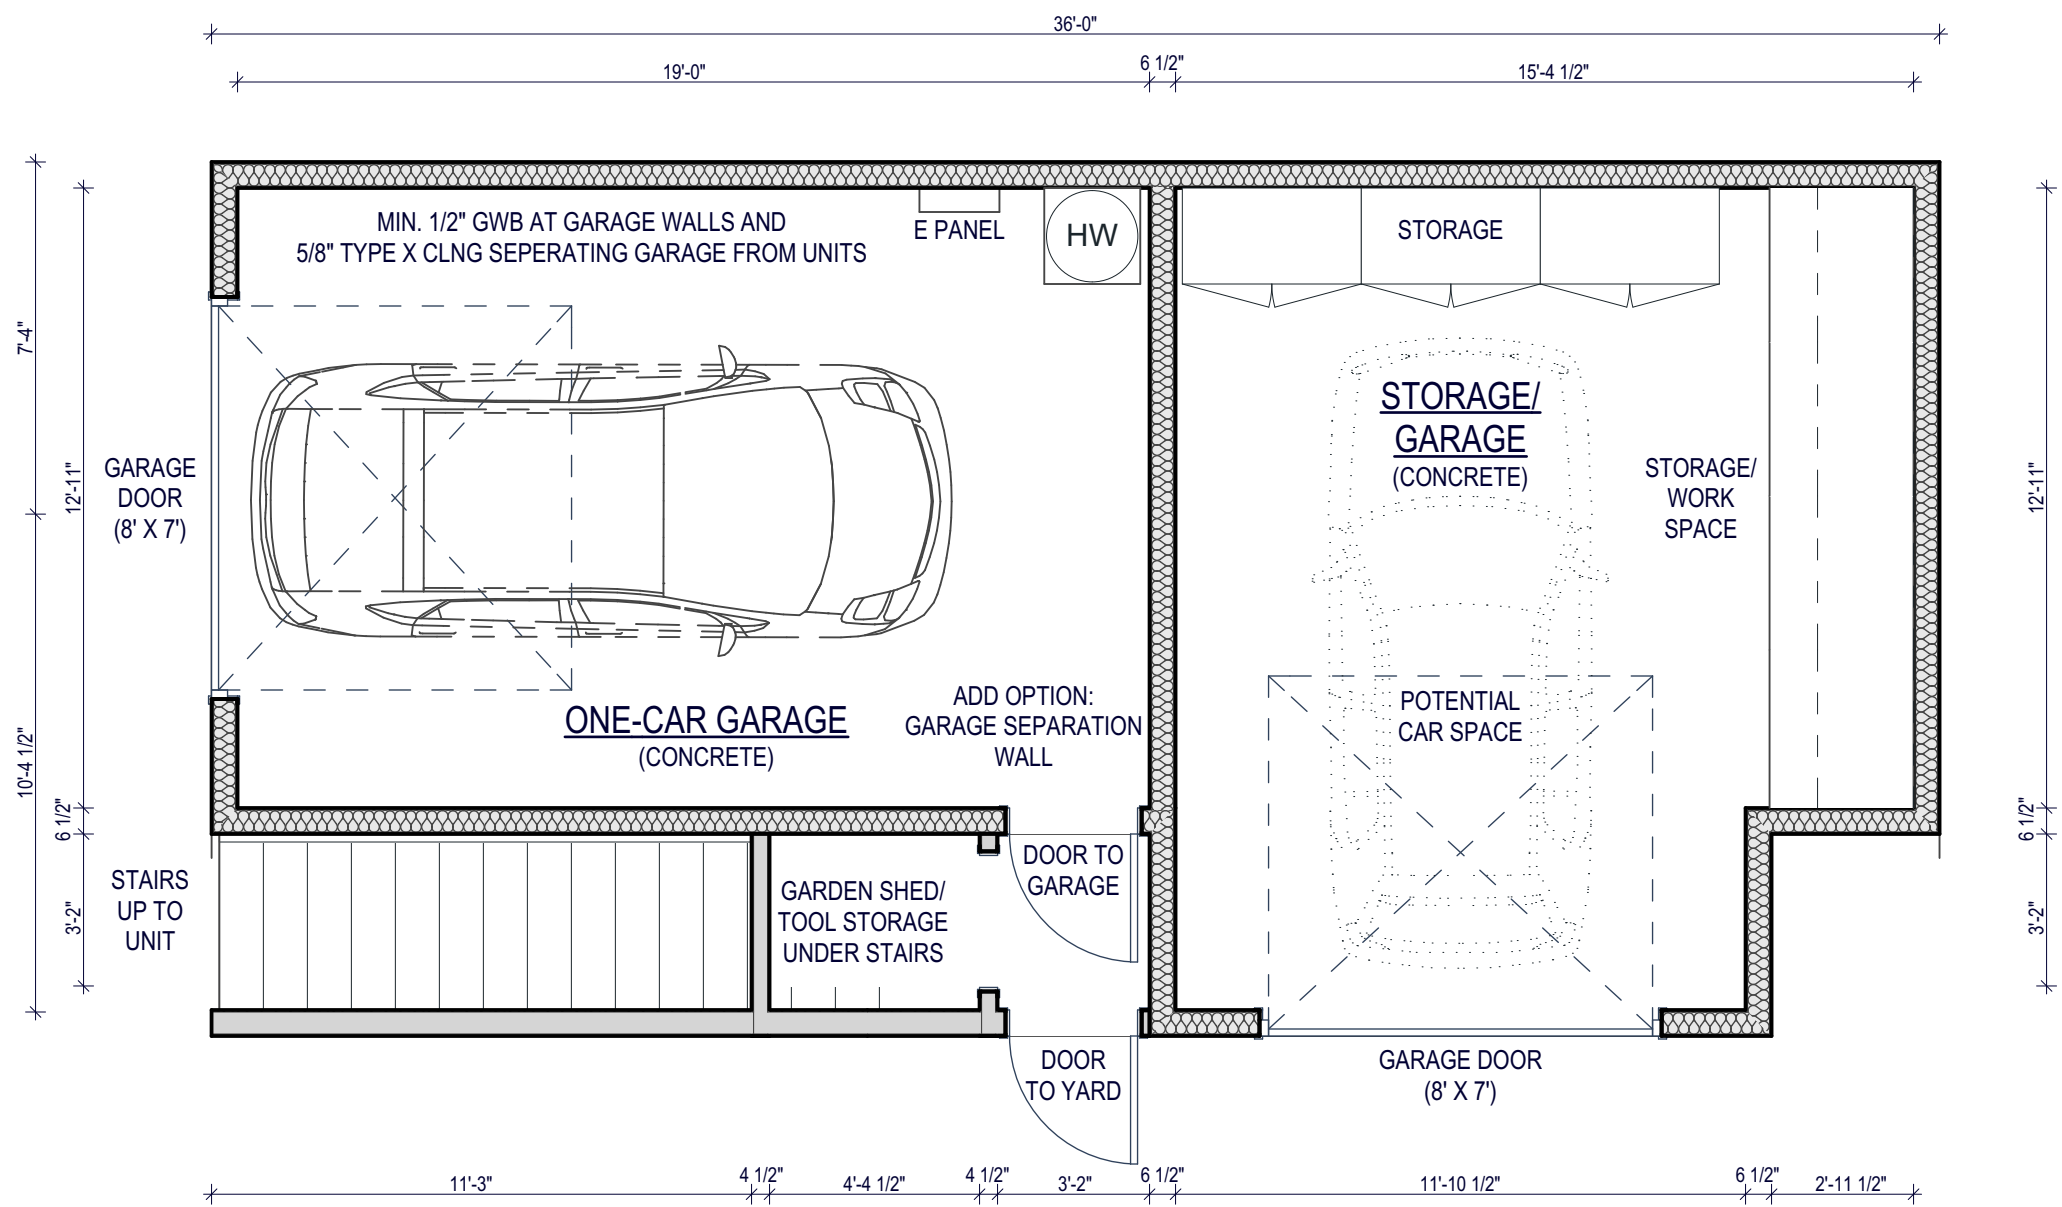 36'-0"
19'-0"
6 1/2"
15'-4 1/2"
MIN. 1/2" GWB AT GARAGE WALLS AND
5/8" TYPE X CLNG SEPERATING GARAGE FROM UNITS
E PANEL
HW
STORAGE
7'-4"
12'-11"
GARAGE
DOOR
(8' X 7')
STORAGE/
GARAGE
(CONCRETE)
STORAGE/
WORK
SPACE
12'-11"
ONE-CAR GARAGE
(CONCRETE)
ADD OPTION:
GARAGE SEPARATION
WALL
POTENTIAL
CAR SPACE
10'-4 1/2"
6 1/2"
6 1/2"
STAIRS
UP TO
UNIT
3'-2"
GARDEN SHED/
TOOL STORAGE
UNDER STAIRS
DOOR TO
GARAGE
3'-2"
DOOR
TO YARD
GARAGE DOOR
(8' X 7')
11'-3"
4 1/2"
4'-4 1/2"
4 1/2"
3'-2"
6 1/2"
11'-10 1/2"
6 1/2"
2'-11 1/2"